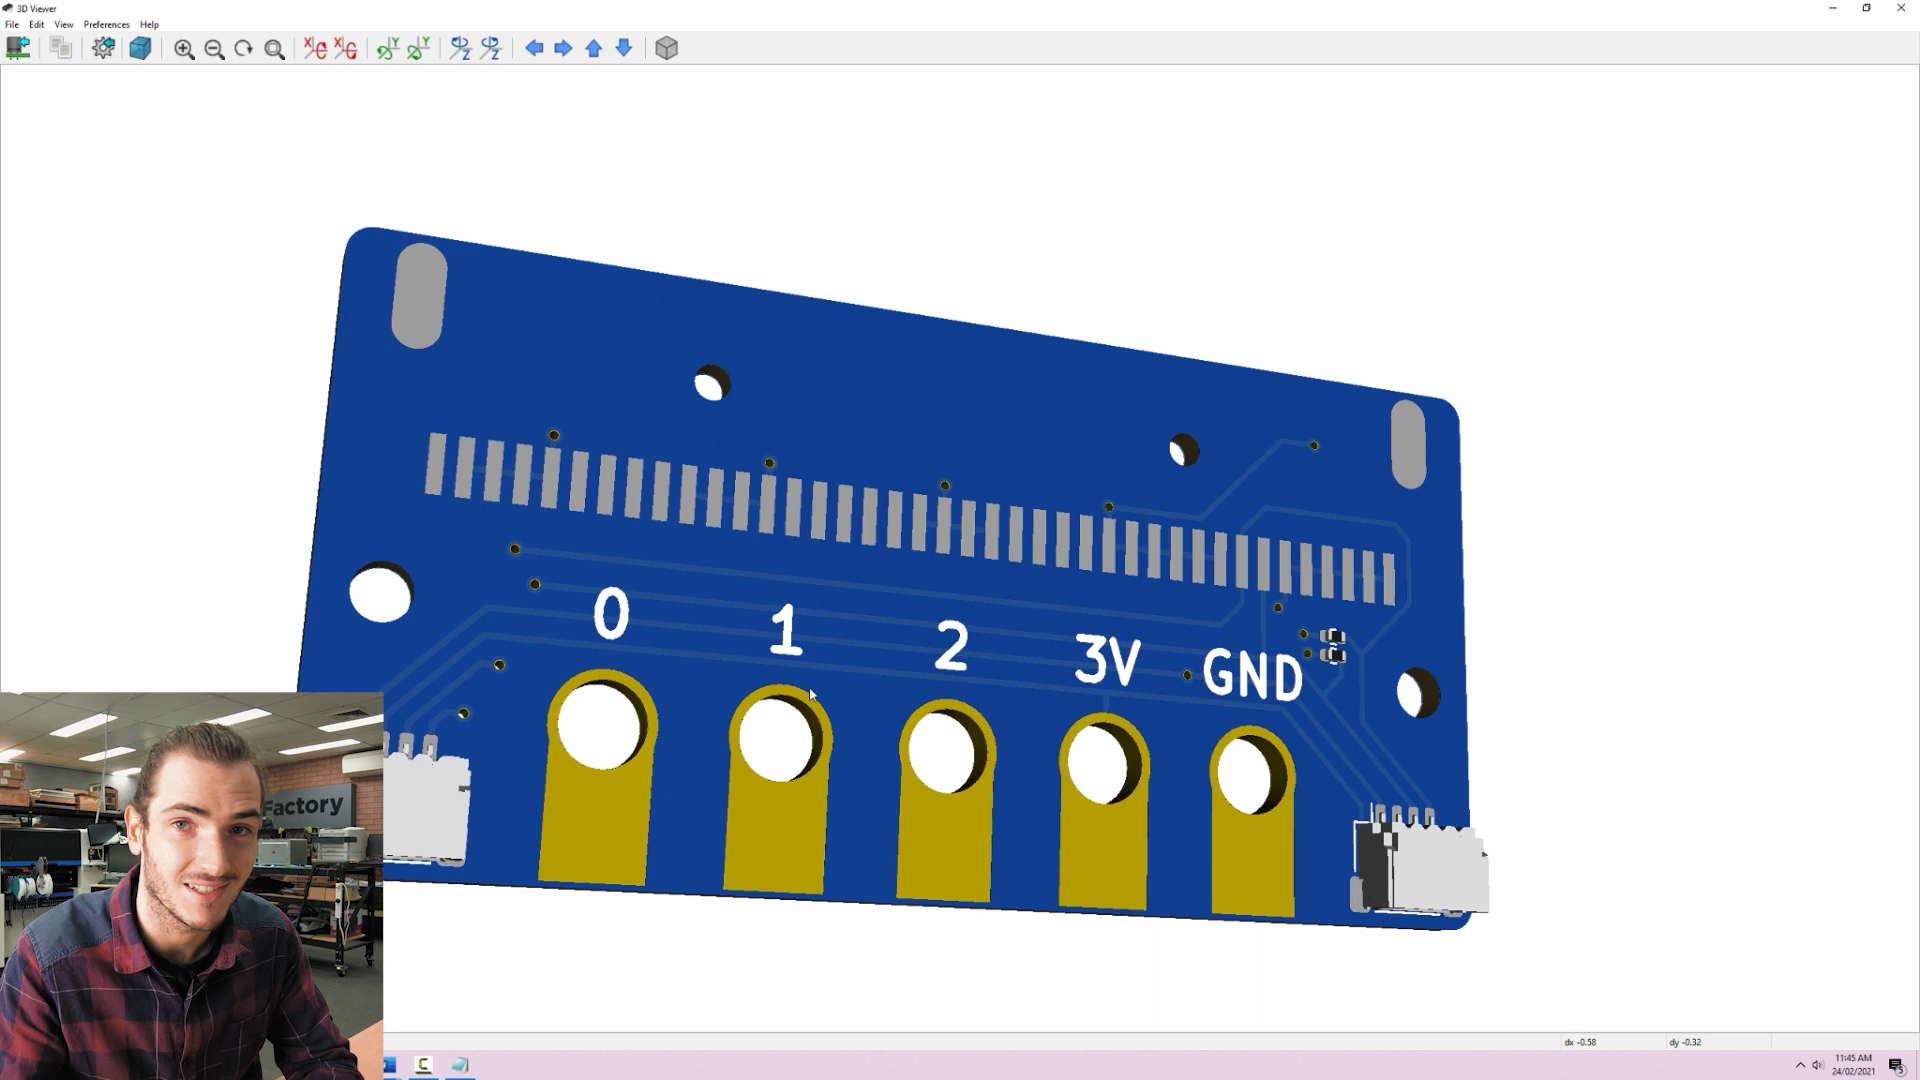 3D Viewer
File Edit View Preferences Help
0
1
2
3V
GND
Factory
dx -0.58
dy -0.32
11:45 AM
24/02/2021
5